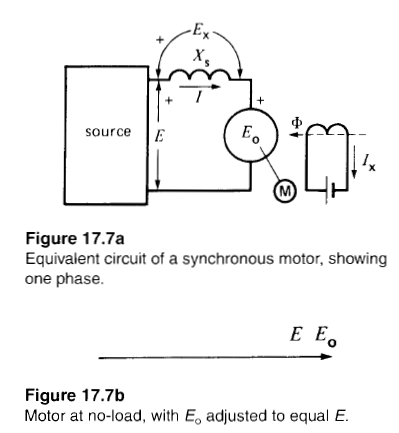 + Eₓ
Xₛ
+ I +
source E Eₒ Φ
Iₓ
M
Figure 17.7a
Equivalent circuit of a synchronous motor, showing
one phase.
E Eₒ
Figure 17.7b
Motor at no-load, with Eₒ adjusted to equal E.